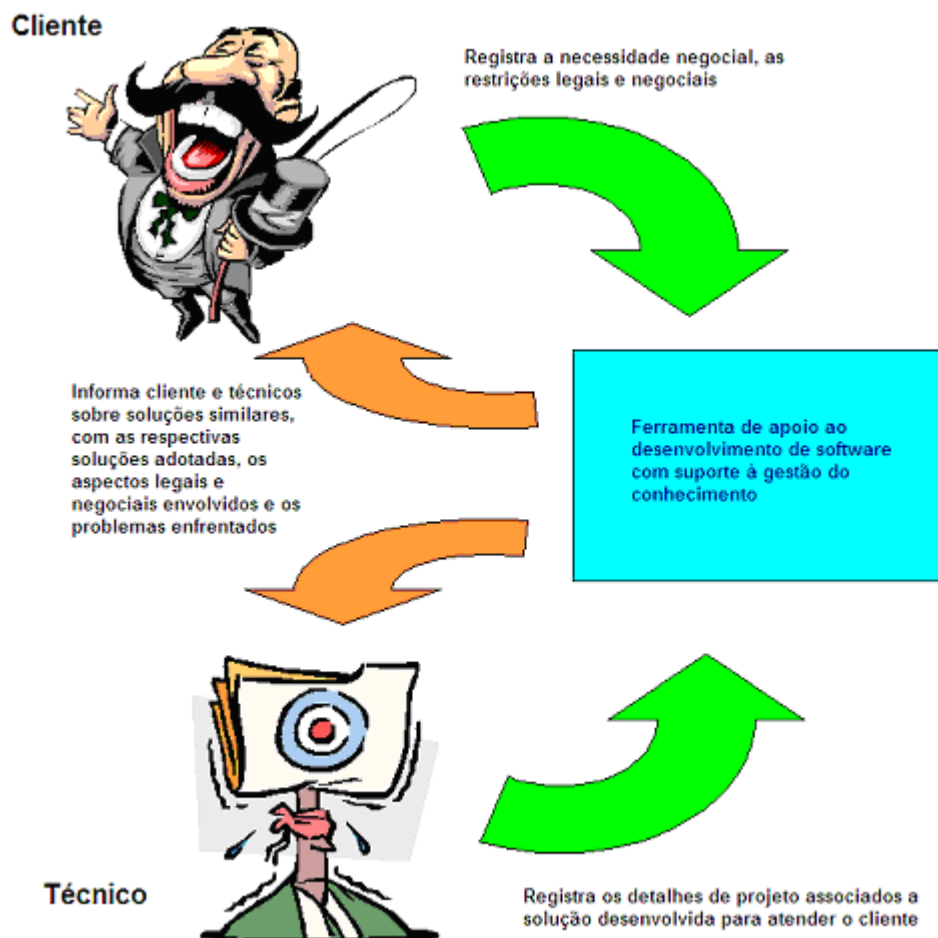 Cliente
Registra a necessidade negocial, as
restrições legais e negociais
Informa cliente e técnicos
sobre soluções similares,
com as respectivas
soluções adotadas, os
aspectos legais e
negociais envolvidos e os
problemas enfrentados
Ferramenta de apoio ao
desenvolvimento de software
com suporte à gestão do
conhecimento
Técnico
Registra os detalhes de projeto associados a
solução desenvolvida para atender o cliente